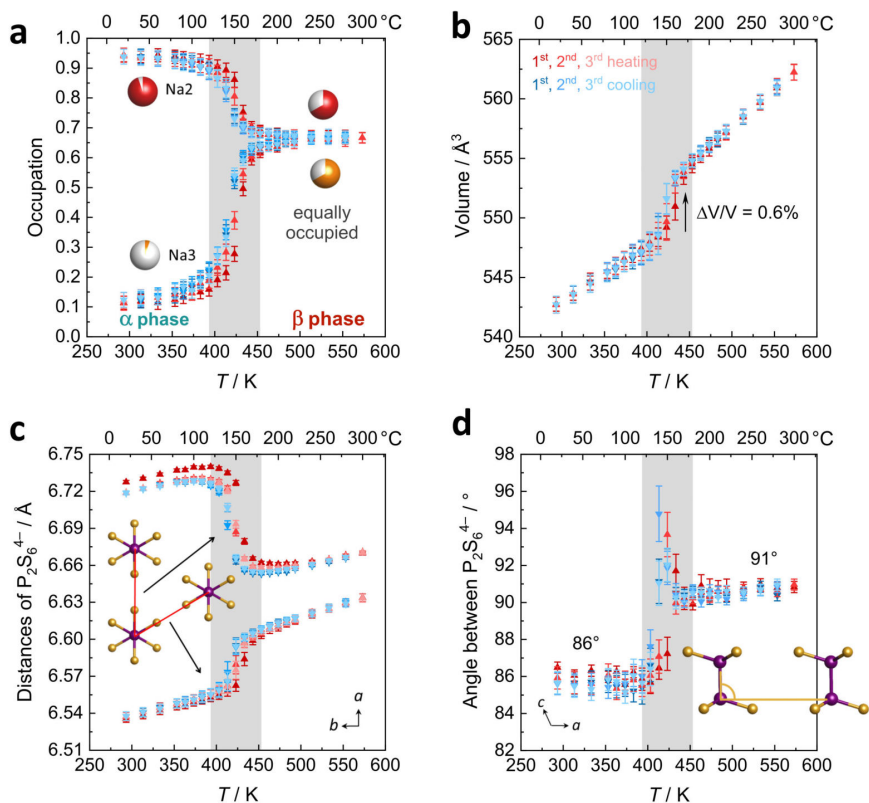 a
0 50 100 150 200 250 300 °C
1.0
0.9
0.8
0.7
0.6
0.5
0.4
0.3
0.2
0.1
0.0
Occupation
Na2
Na3
equally
occupied
α phase
β phase
250 300 350 400 450 500 550 600
T / K
b
0 50 100 150 200 250 300 °C
565
560
555
550
545
540
Volume / Å³
1st, 2nd, 3rd heating
1st, 2nd, 3rd cooling
ΔV/V = 0.6%
250 300 350 400 450 500 550 600
T / K
c
0 50 100 150 200 250 300 °C
6.75
6.72
6.69
6.66
6.63
6.60
6.57
6.54
6.51
Distances of P₂S₆⁴⁻ / Å
a
b
250 300 350 400 450 500 550 600
T / K
d
0 50 100 150 200 250 300 °C
98
96
94
92
90
88
86
84
82
Angle between P₂S₆⁴⁻ / °
86°
91°
c
a
250 300 350 400 450 500 550 600
T / K